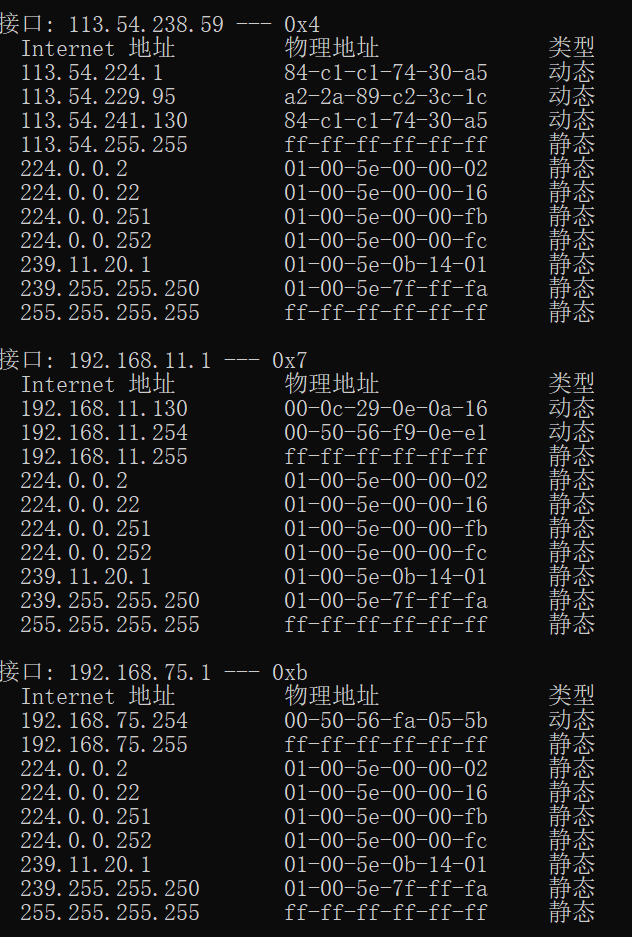 接口: 113.54.238.59 --- 0x4
  Internet 地址         物理地址              类型
  113.54.224.1          84-c1-c1-74-30-a5     动态
  113.54.229.95         a2-2a-89-c2-3c-1c     动态
  113.54.241.130        84-c1-c1-74-30-a5     动态
  113.54.255.255        ff-ff-ff-ff-ff-ff     静态
  224.0.0.2             01-00-5e-00-00-02     静态
  224.0.0.22            01-00-5e-00-00-16     静态
  224.0.0.251           01-00-5e-00-00-fb     静态
  224.0.0.252           01-00-5e-00-00-fc     静态
  239.11.20.1           01-00-5e-0b-14-01     静态
  239.255.255.250       01-00-5e-7f-ff-fa     静态
  255.255.255.255       ff-ff-ff-ff-ff-ff     静态

接口: 192.168.11.1 --- 0x7
  Internet 地址         物理地址              类型
  192.168.11.130        00-0c-29-0e-0a-16     动态
  192.168.11.254        00-50-56-f9-0e-e1     动态
  192.168.11.255        ff-ff-ff-ff-ff-ff     静态
  224.0.0.2             01-00-5e-00-00-02     静态
  224.0.0.22            01-00-5e-00-00-16     静态
  224.0.0.251           01-00-5e-00-00-fb     静态
  224.0.0.252           01-00-5e-00-00-fc     静态
  239.11.20.1           01-00-5e-0b-14-01     静态
  239.255.255.250       01-00-5e-7f-ff-fa     静态
  255.255.255.255       ff-ff-ff-ff-ff-ff     静态

接口: 192.168.75.1 --- 0xb
  Internet 地址         物理地址              类型
  192.168.75.254        00-50-56-fa-05-5b     动态
  192.168.75.255        ff-ff-ff-ff-ff-ff     静态
  224.0.0.2             01-00-5e-00-00-02     静态
  224.0.0.22            01-00-5e-00-00-16     静态
  224.0.0.251           01-00-5e-00-00-fb     静态
  224.0.0.252           01-00-5e-00-00-fc     静态
  239.11.20.1           01-00-5e-0b-14-01     静态
  239.255.255.250       01-00-5e-7f-ff-fa     静态
  255.255.255.255       ff-ff-ff-ff-ff-ff     静态